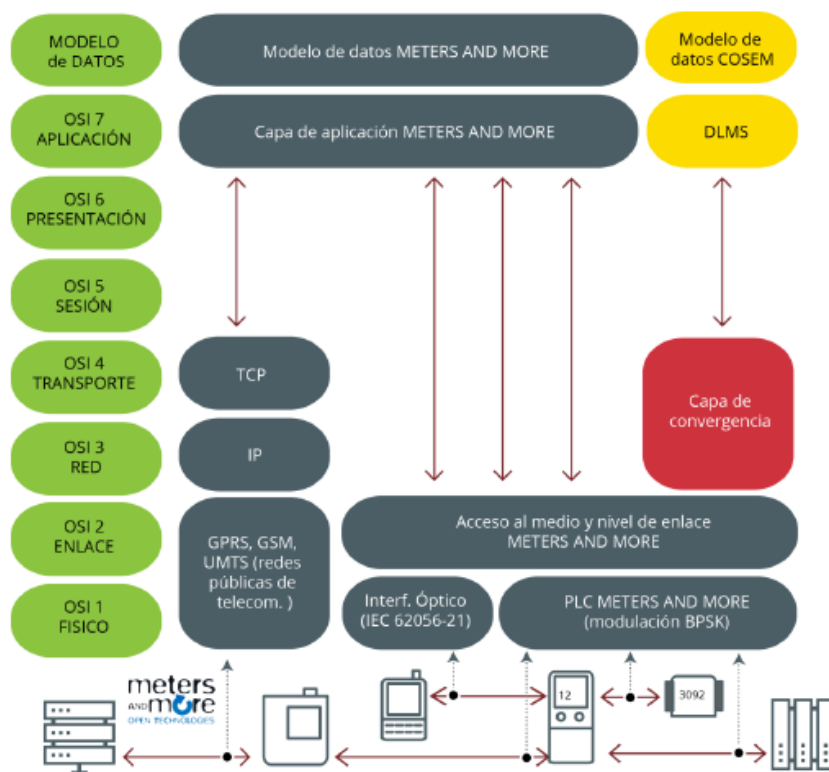 MODELO
de DATOS
Modelo de datos METERS AND MORE
Modelo de
datos COSEM
OSI 7
APLICACIÓN
Capa de aplicación METERS AND MORE
DLMS
OSI 6
PRESENTACIÓN
OSI 5
SESIÓN
OSI 4
TRANSPORTE
TCP
Capa de
convergencia
OSI 3
RED
IP
OSI 2
ENLACE
GPRS, GSM,
UMTS (redes
públicas de
telecom. )
Acceso al medio y nivel de enlace
METERS AND MORE
OSI 1
FISICO
Interf. Óptico
(IEC 62056-21)
PLC METERS AND MORE
(modulación BPSK)
meters
AND more
OPEN TECHNOLOGIES
12
3092